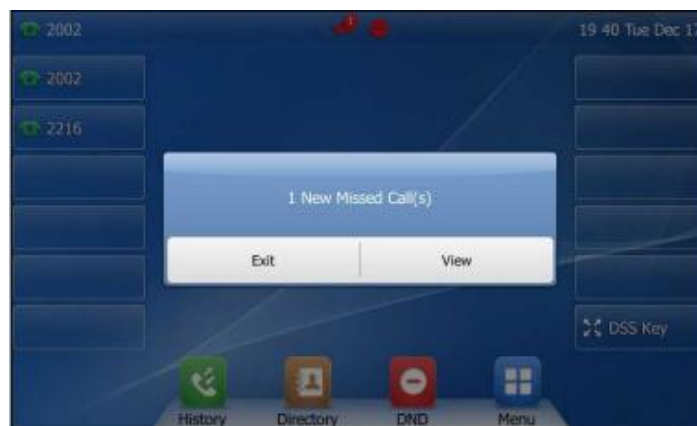 2002
19 40 Tue Dec
2002
2216
1 New Missed Call(s)
Exit
View
DSS Key
History
Directory
DND
Menu